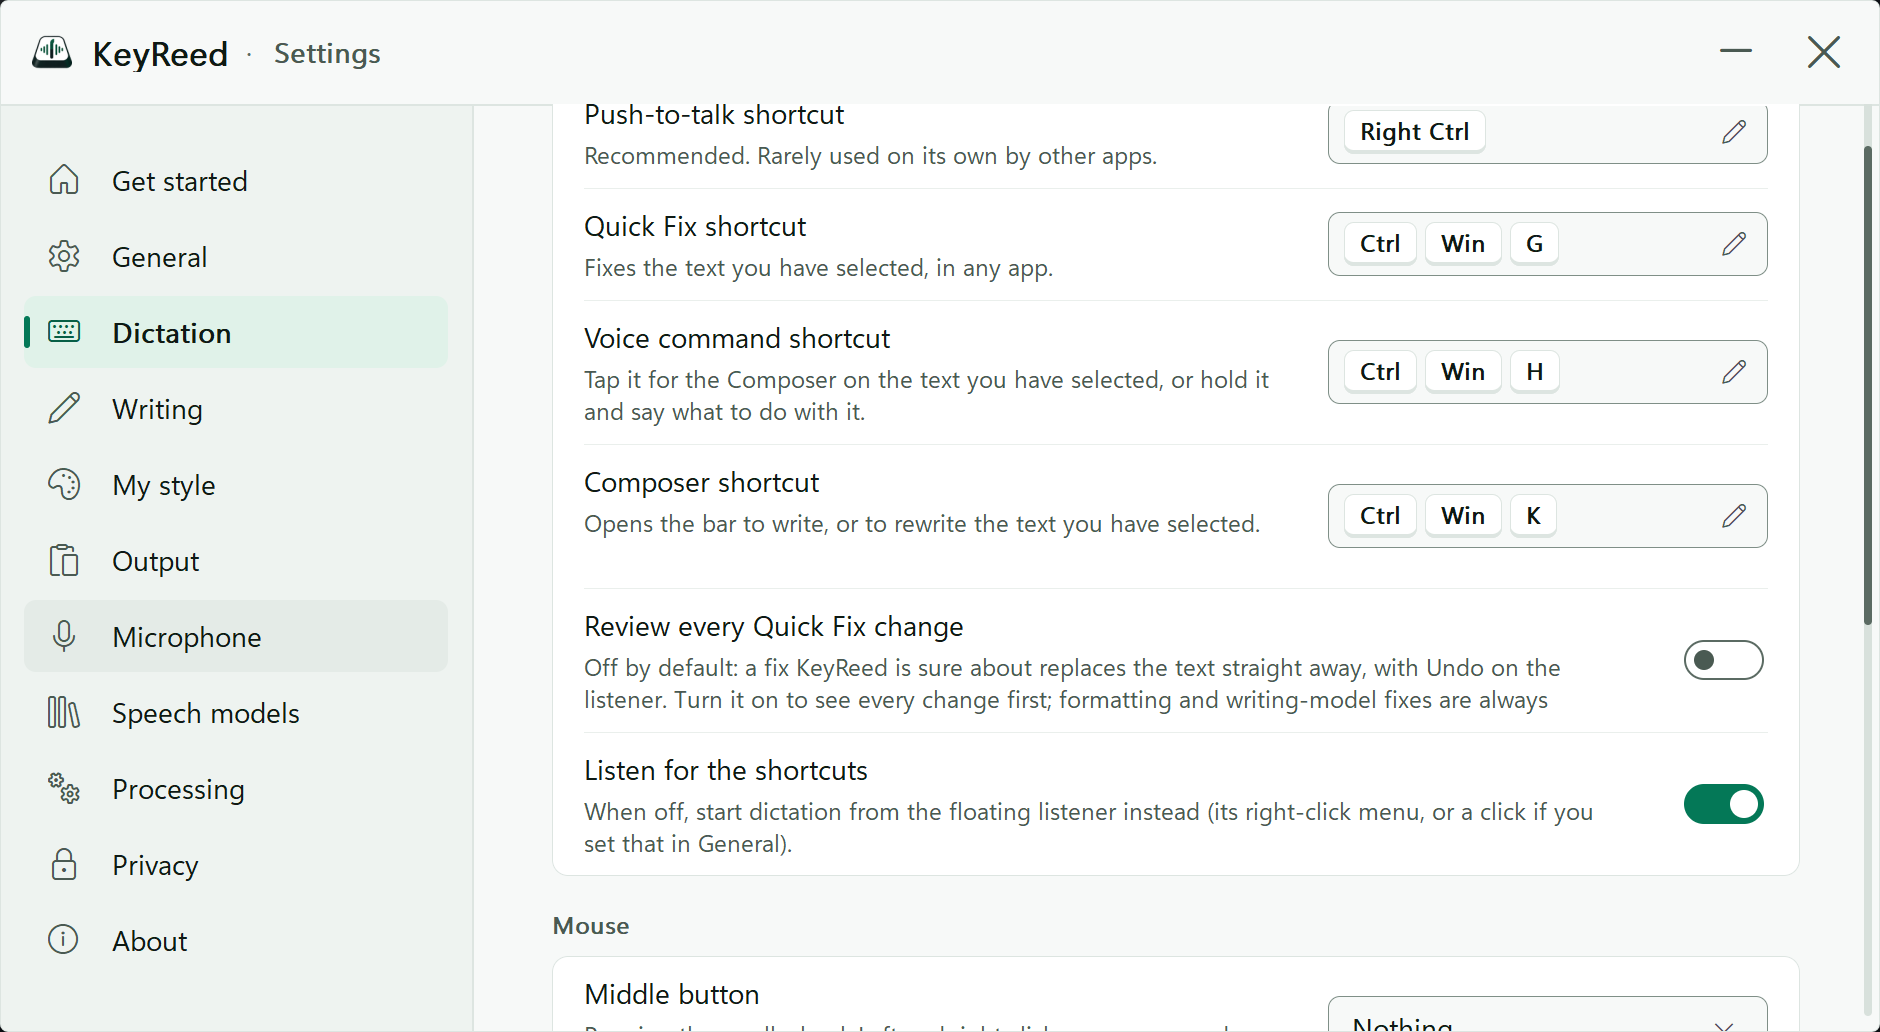 KeyReed · Settings
Get started
General
Dictation
Writing
My style
Output
Microphone
Speech models
Processing
Privacy
About
Push-to-talk shortcut
Recommended. Rarely used on its own by other apps.
Right Ctrl
Quick Fix shortcut
Fixes the text you have selected, in any app.
Ctrl Win G
Voice command shortcut
Tap it for the Composer on the text you have selected, or hold it
and say what to do with it.
Ctrl Win H
Composer shortcut
Opens the bar to write, or to rewrite the text you have selected.
Ctrl Win K
Review every Quick Fix change
Off by default: a fix KeyReed is sure about replaces the text straight away, with Undo on the
listener. Turn it on to see every change first; formatting and writing-model fixes are always
Listen for the shortcuts
When off, start dictation from the floating listener instead (its right-click menu, or a click if you
set that in General).
Mouse
Middle button
Nothing